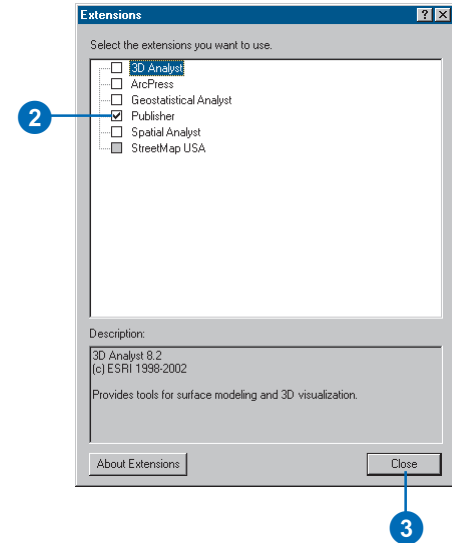 Extensions
Select the extensions you want to use.
3D Analyst
ArcPress
Geostatistical Analyst
2
Publisher
Spatial Analyst
StreetMap USA
Description:
3D Analyst 8.2
(c) ESRI 1998-2002
Provides tools for surface modeling and 3D visualization.
About Extensions
Close
3